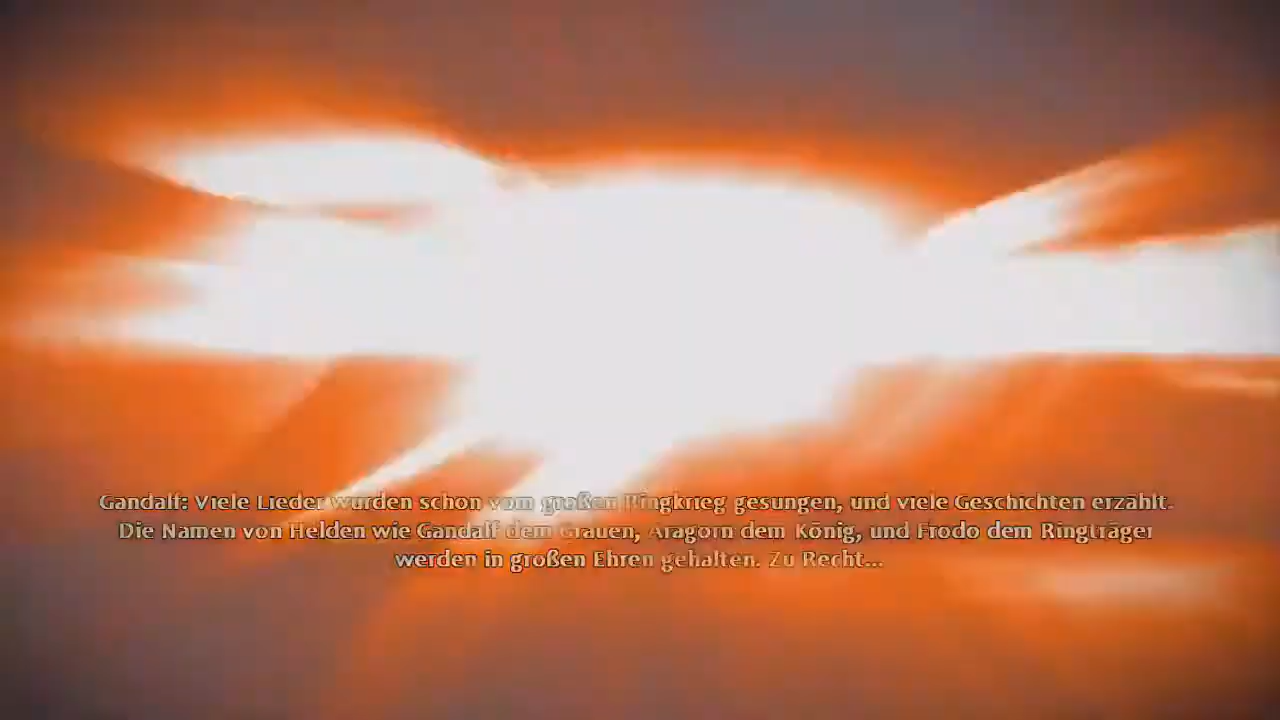 Gandalf: Viele Lieder wurden schon vom großen Ringkrieg gesungen, und viele Geschichten erzählt.
Die Namen von Helden wie Gandalf dem Grauen, Aragorn dem König, und Frodo dem Ringträger
werden in großen Ehren gehalten. Zu Recht...